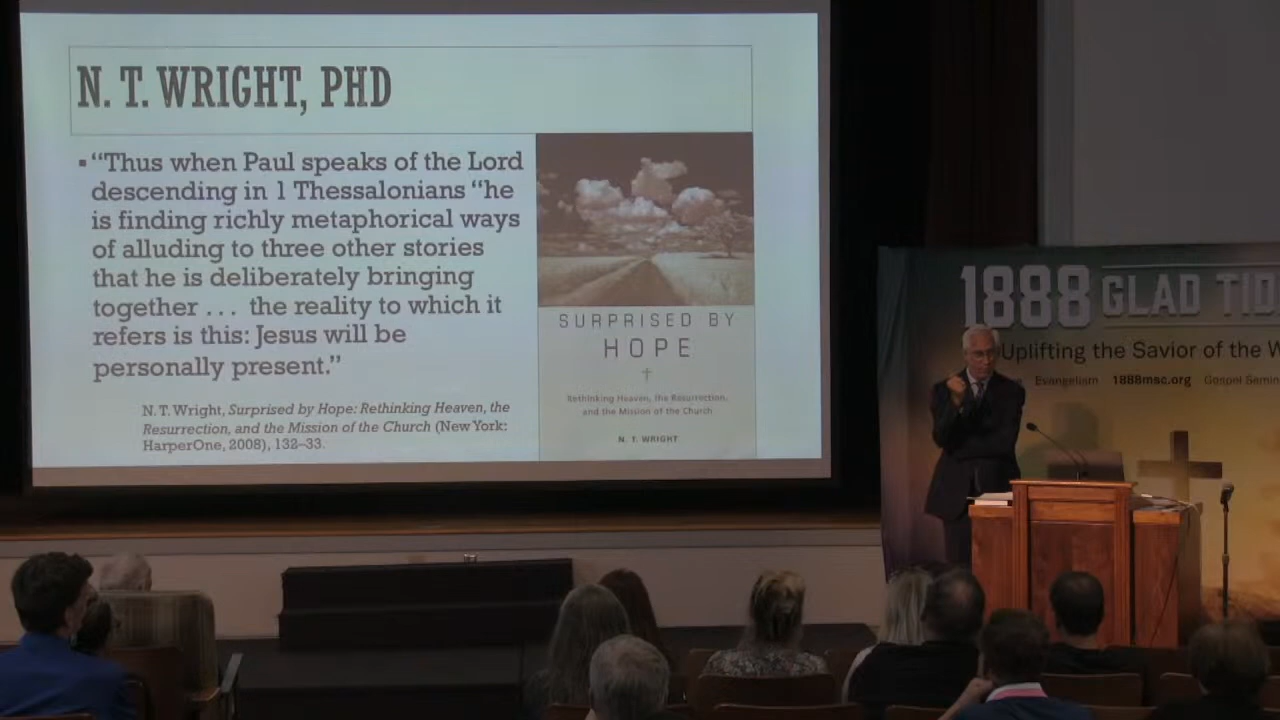 N. T. WRIGHT, PHD
▪ “Thus when Paul speaks of the Lord
descending in 1 Thessalonians “he
is finding richly metaphorical ways
of alluding to three other stories
that he is deliberately bringing
together . . . the reality to which it
refers is this: Jesus will be
personally present.”
N. T. Wright, Surprised by Hope: Rethinking Heaven, the
Resurrection, and the Mission of the Church (New York:
HarperOne, 2008), 132–33.
SURPRISED BY
HOPE
Rethinking Heaven, the Resurrection,
and the Mission of the Church
N. T. WRIGHT
1888 GLAD TID
Uplifting the Savior of the W
Evangelism 1888msc.org Gospel Semin